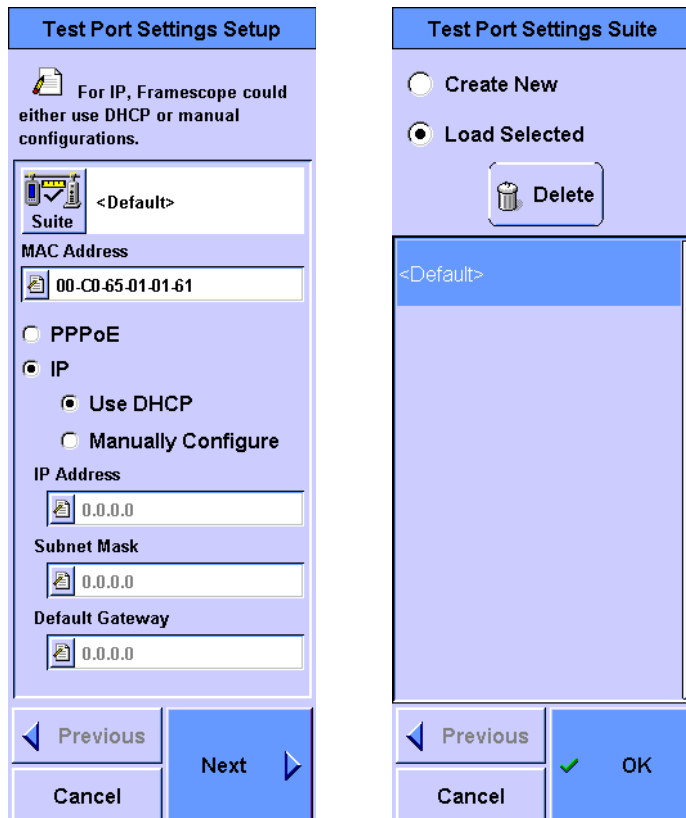 Test Port Settings Setup
For IP, Framescope could
either use DHCP or manual
configurations.
Suite
<Default>
MAC Address
00-C0-65-01-01-61
PPPoE
IP
Use DHCP
Manually Configure
IP Address
0.0.0.0
Subnet Mask
0.0.0.0
Default Gateway
0.0.0.0
Previous
Next
Cancel
Test Port Settings Suite
Create New
Load Selected
Delete
<Default>
Previous
OK
Cancel